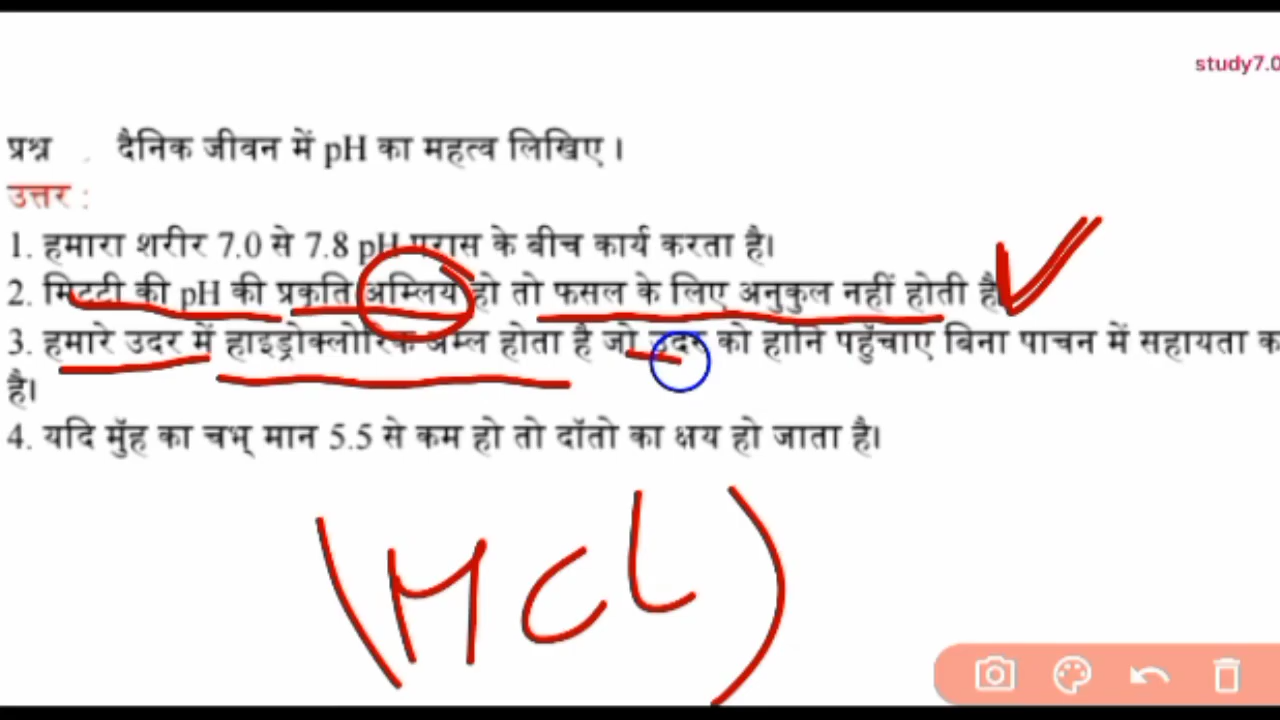 study7.0
प्रश्न . दैनिक जीवन में pH का महत्व लिखिए ।
उत्तर :
1. हमारा शरीर 7.0 से 7.8 pH परास के बीच कार्य करता है।
2. मिटटी की pH की प्रकृति अम्लिय हो तो फसल के लिए अनुकुल नहीं होती है
3. हमारे उदर में हाइड्रोक्लोरिक अम्ल होता है जो उदर को हानि पहुँचाए बिना पाचन में सहायता क
है।
4. यदि मुँह का चभ् मान 5.5 से कम हो तो दॉतो का क्षय हो जाता है।
(HCl)